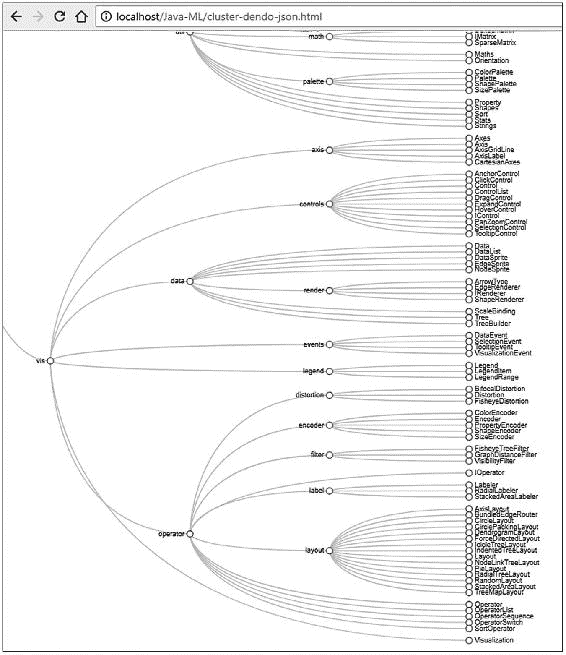 localhost/Java-ML/cluster-dendo-json.html
math
IMatrix
SparseMatrix
Maths
Orientation
palette
ColorPalette
Palette
ShapePalette
SizePalette
Property
Shapes
Sort
Stats
Strings
axis
Axes
Axis
AxisGridLine
AxisLabel
CartesianAxes
controls
AnchorControl
ClickControl
Control
ControlList
DragControl
ExpandControl
HoverControl
IControl
PanZoomControl
SelectionControl
TooltipControl
data
Data
DataList
DataSprite
EdgeSprite
NodeSprite
render
ArrowType
EdgeRenderer
IRenderer
ShapeRenderer
ScaleBinding
Tree
TreeBuilder
vis
events
DataEvent
SelectionEvent
TooltipEvent
VisualizationEvent
legend
Legend
LegendItem
LegendRange
distortion
BifocalDistortion
Distortion
FisheyeDistortion
encoder
ColorEncoder
Encoder
PropertyEncoder
ShapeEncoder
SizeEncoder
filter
FisheyeTreeFilter
GraphDistanceFilter
VisibilityFilter
IOperator
label
Labeler
RadialLabeler
StackedAreaLabeler
operator
layout
AxisLayout
BundledEdgeRouter
CircleLayout
CirclePackingLayout
DendrogramLayout
ForceDirectedLayout
IcicleTreeLayout
IndentedTreeLayout
Layout
NodeLinkTreeLayout
PieLayout
RadialTreeLayout
RandomLayout
StackedAreaLayout
TreeMapLayout
Operator
OperatorList
OperatorSequence
OperatorSwitch
SortOperator
Visualization